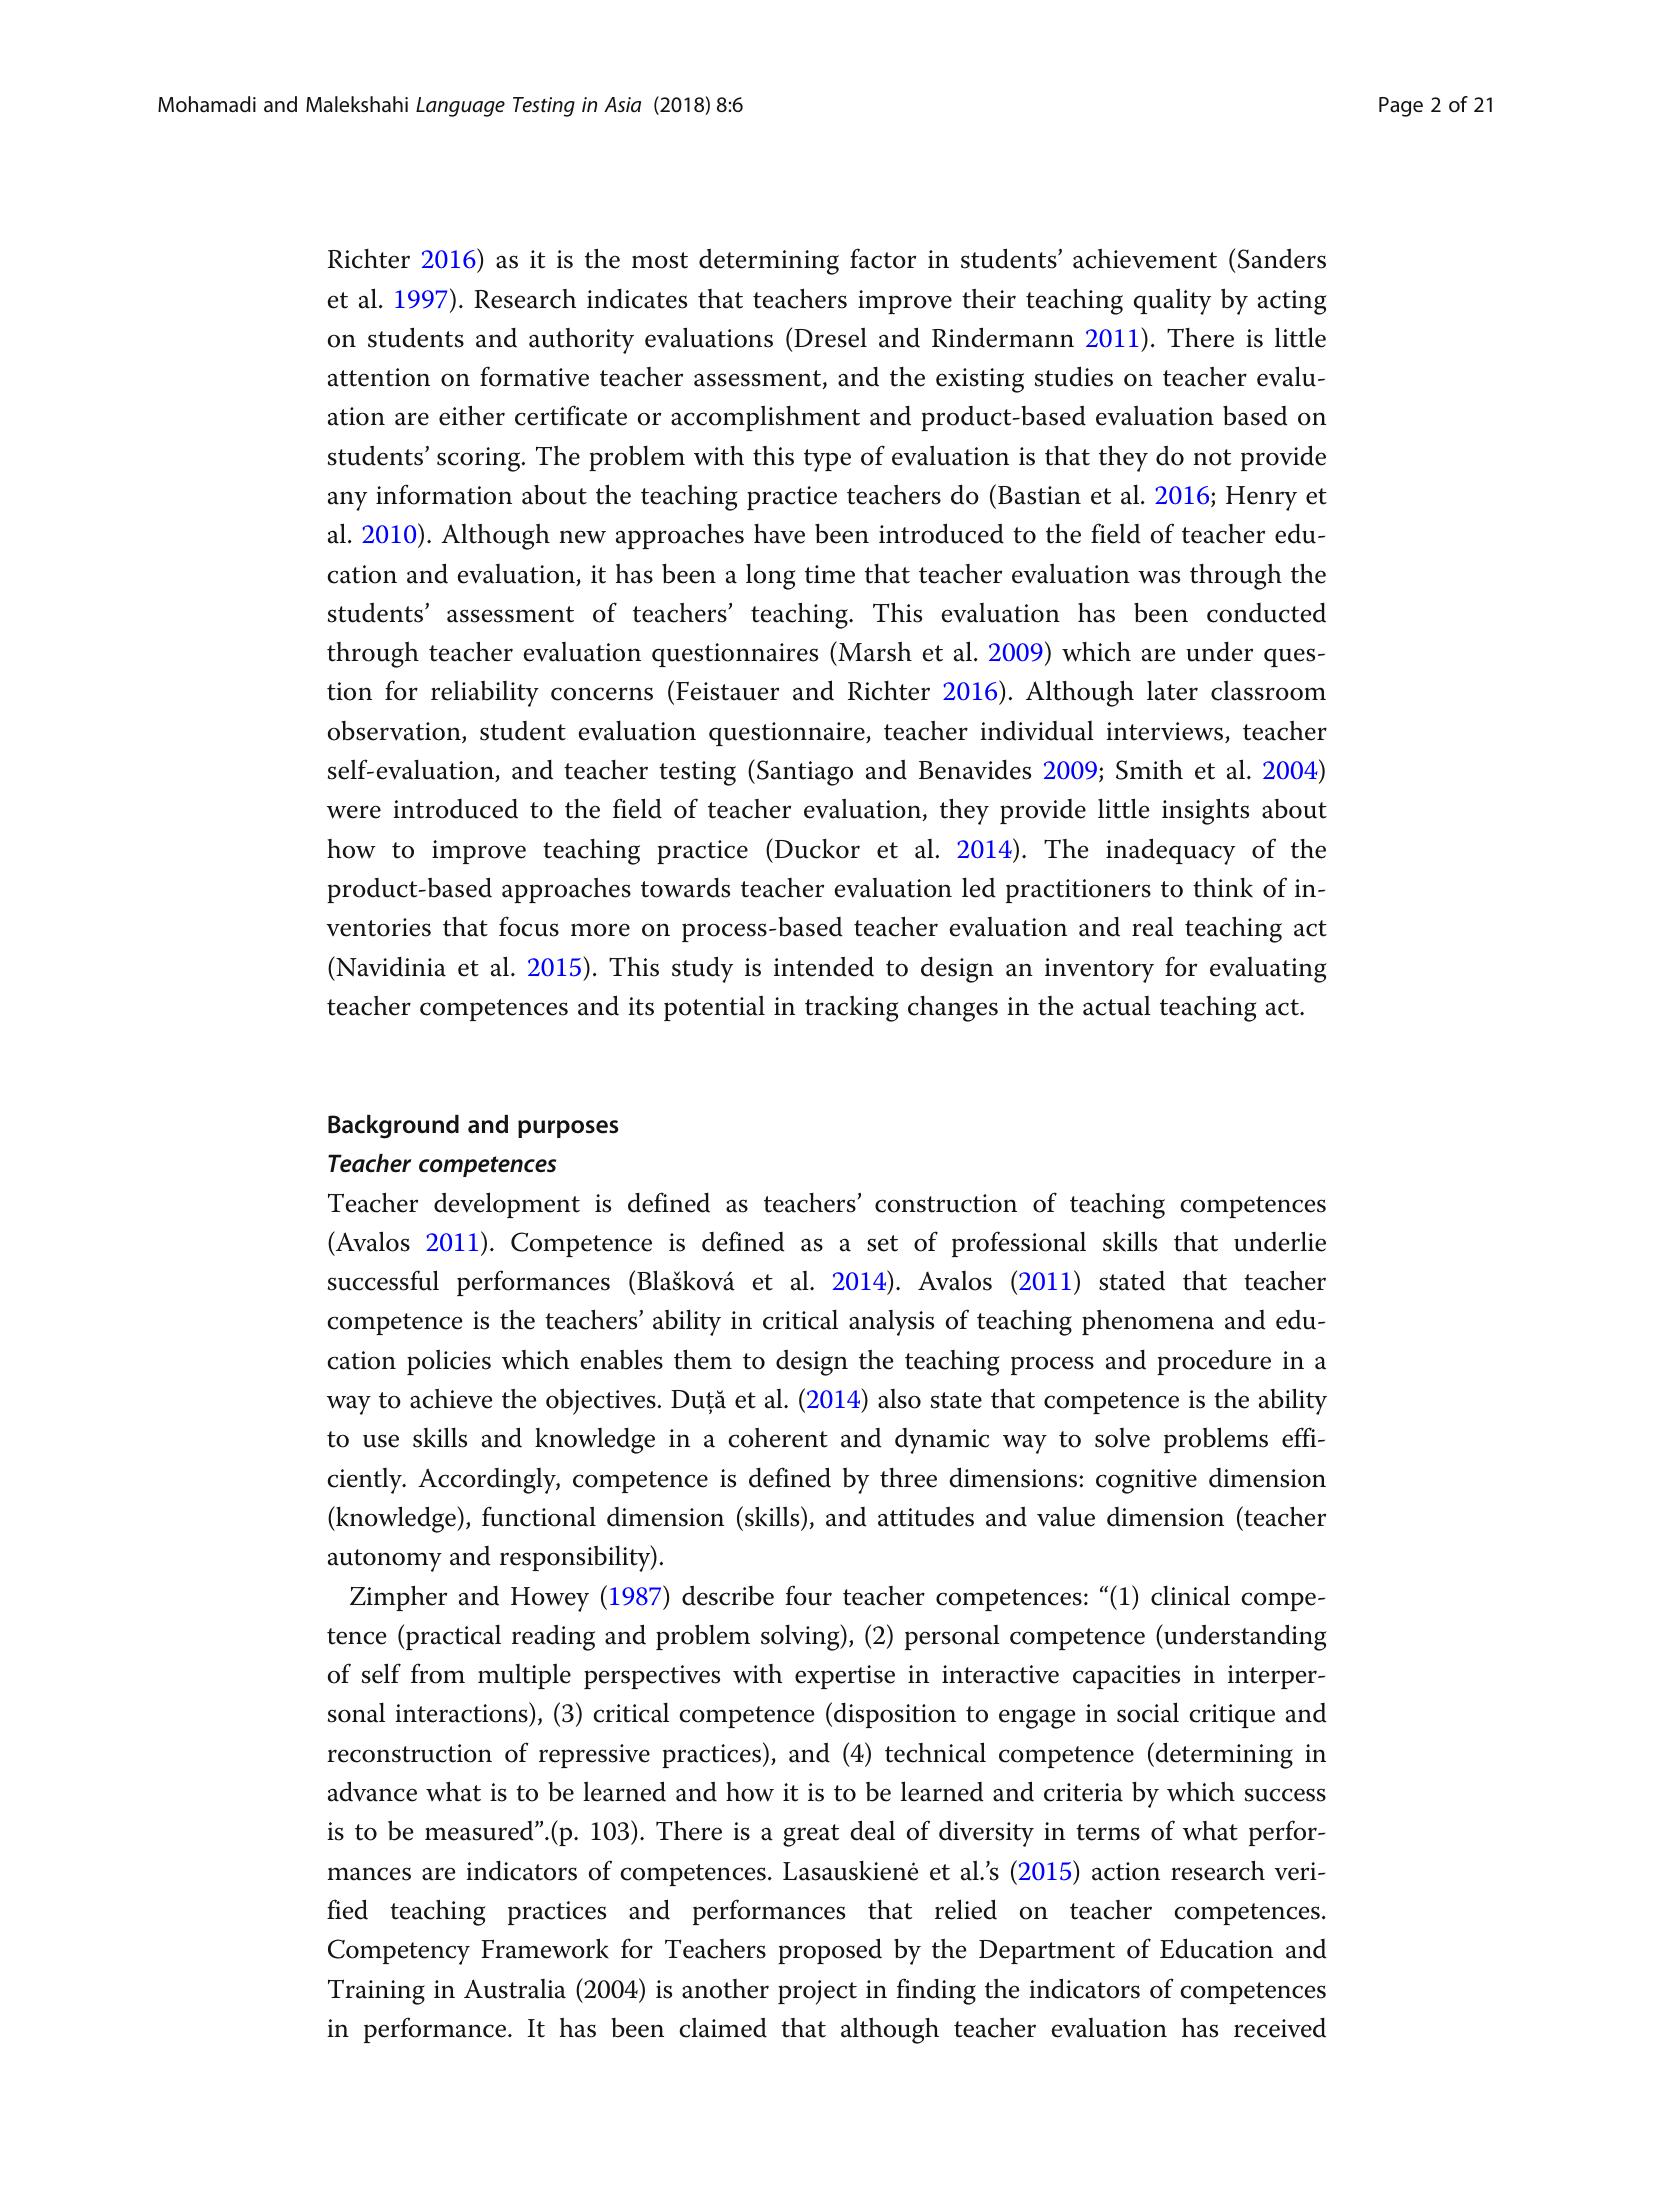 Mohamadi and Malekshahi Language Testing in Asia (2018) 8:6
Page 2 of 21
Richter 2016) as it is the most determining factor in students’ achievement (Sanders
et al. 1997). Research indicates that teachers improve their teaching quality by acting
on students and authority evaluations (Dresel and Rindermann 2011). There is little
attention on formative teacher assessment, and the existing studies on teacher evalu-
ation are either certificate or accomplishment and product-based evaluation based on
students’ scoring. The problem with this type of evaluation is that they do not provide
any information about the teaching practice teachers do (Bastian et al. 2016; Henry et
al. 2010). Although new approaches have been introduced to the field of teacher edu-
cation and evaluation, it has been a long time that teacher evaluation was through the
students’ assessment of teachers’ teaching. This evaluation has been conducted
through teacher evaluation questionnaires (Marsh et al. 2009) which are under ques-
tion for reliability concerns (Feistauer and Richter 2016). Although later classroom
observation, student evaluation questionnaire, teacher individual interviews, teacher
self-evaluation, and teacher testing (Santiago and Benavides 2009; Smith et al. 2004)
were introduced to the field of teacher evaluation, they provide little insights about
how to improve teaching practice (Duckor et al. 2014). The inadequacy of the
product-based approaches towards teacher evaluation led practitioners to think of in-
ventories that focus more on process-based teacher evaluation and real teaching act
(Navidinia et al. 2015). This study is intended to design an inventory for evaluating
teacher competences and its potential in tracking changes in the actual teaching act.
Background and purposes
Teacher competences
Teacher development is defined as teachers’ construction of teaching competences
(Avalos 2011). Competence is defined as a set of professional skills that underlie
successful performances (Blašková et al. 2014). Avalos (2011) stated that teacher
competence is the teachers’ ability in critical analysis of teaching phenomena and edu-
cation policies which enables them to design the teaching process and procedure in a
way to achieve the objectives. Duță et al. (2014) also state that competence is the ability
to use skills and knowledge in a coherent and dynamic way to solve problems effi-
ciently. Accordingly, competence is defined by three dimensions: cognitive dimension
(knowledge), functional dimension (skills), and attitudes and value dimension (teacher
autonomy and responsibility).
Zimpher and Howey (1987) describe four teacher competences: “(1) clinical compe-
tence (practical reading and problem solving), (2) personal competence (understanding
of self from multiple perspectives with expertise in interactive capacities in interper-
sonal interactions), (3) critical competence (disposition to engage in social critique and
reconstruction of repressive practices), and (4) technical competence (determining in
advance what is to be learned and how it is to be learned and criteria by which success
is to be measured”.(p. 103). There is a great deal of diversity in terms of what perfor-
mances are indicators of competences. Lasauskienė et al.’s (2015) action research veri-
fied teaching practices and performances that relied on teacher competences.
Competency Framework for Teachers proposed by the Department of Education and
Training in Australia (2004) is another project in finding the indicators of competences
in performance. It has been claimed that although teacher evaluation has received